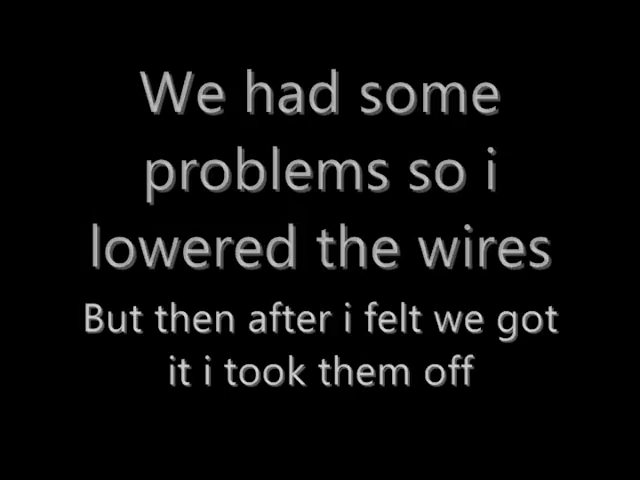 We had some
problems so i
lowered the wires
But then after i felt we got
it i took them off